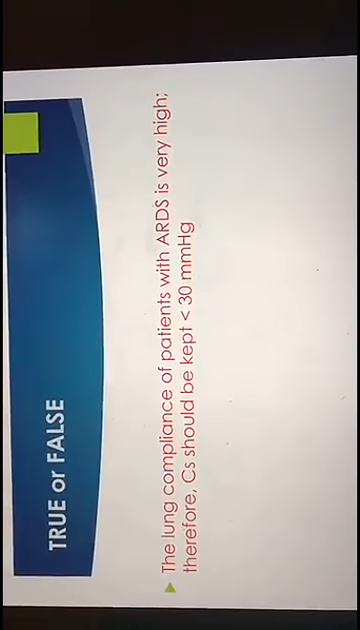 TRUE or FALSE
The lung compliance of patients with ARDS is very high;
therefore, Cs should be kept < 30 mmHg